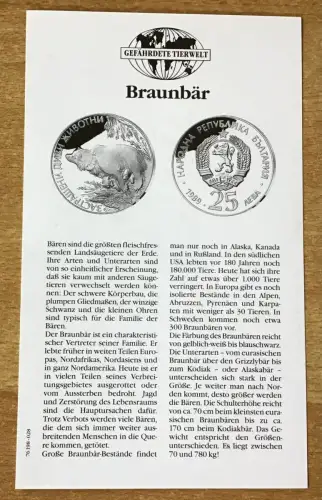 GEFÄHRDETE TIERWELT
Braunbär
ЗАСТРАШЕНИ ДИВИ ЖИВОТНИ
НАРОДНА РЕПУБЛИКА БЪЛГАРИЯ
· 1989 · 25 ЛЕВА ·
Bären sind die größten fleischfres-
senden Landsäugetiere der Erde.
Ihre Arten und Unterarten sind
von so einheitlicher Erscheinung,
daß sie kaum mit anderen Säuge-
tieren verwechselt werden kön-
nen: Der schwere Körperbau, die
plumpen Gliedmaßen, der winzige
Schwanz und die kleinen Ohren
sind typisch für die Familie der
Bären.
Der Braunbär ist ein charakteristi-
scher Vertreter seiner Familie. Er
lebte früher in weiten Teilen Euro-
pas, Nordafrikas, Nordasiens und
in ganz Nordamerika. Heute ist er
in vielen Teilen seines Verbrei-
tungsgebietes ausgerottet oder
vom Aussterben bedroht. Jagd
und Zerstörung des Lebensraums
sind die Hauptursachen dafür.
Trotz Verbots werden viele Bären,
die dem sich immer weiter aus-
breitenden Menschen in die Que-
re kommen, getötet.
Große Braunbär-Bestände findet
man nur noch in Alaska, Kanada
und in Rußland. In den südlichen
USA lebten vor 180 Jahren noch
180.000 Tiere. Heute hat sich ihre
Zahl auf etwas über 1.000 Tiere
verringert. In Europa gibt es noch
isolierte Bestände in den Alpen,
Abruzzen, Pyrenäen und Karpa-
ten mit weniger als 30 Tieren. In
Schweden kommen noch etwa
300 Braunbären vor.
Die Färbung des Braunbären reicht
von gelblich-weiß bis blauschwarz.
Die Unterarten – vom eurasischen
Braunbär über den Grizzlybär bis
zum Kodiak – oder Alaskabär –
unterscheiden sich stark in der
Größe. Je weiter man nach Nor-
den kommt, desto größer werden
die Bären. Die Schulterhöhe reicht
von ca. 70 cm beim kleinsten eura-
sischen Braunbären bis zu ca.
170 cm beim Kodiakbär. Das Ge-
wicht entspricht den Größen-
unterschieden. Es liegt zwischen
70 und 780 kg!